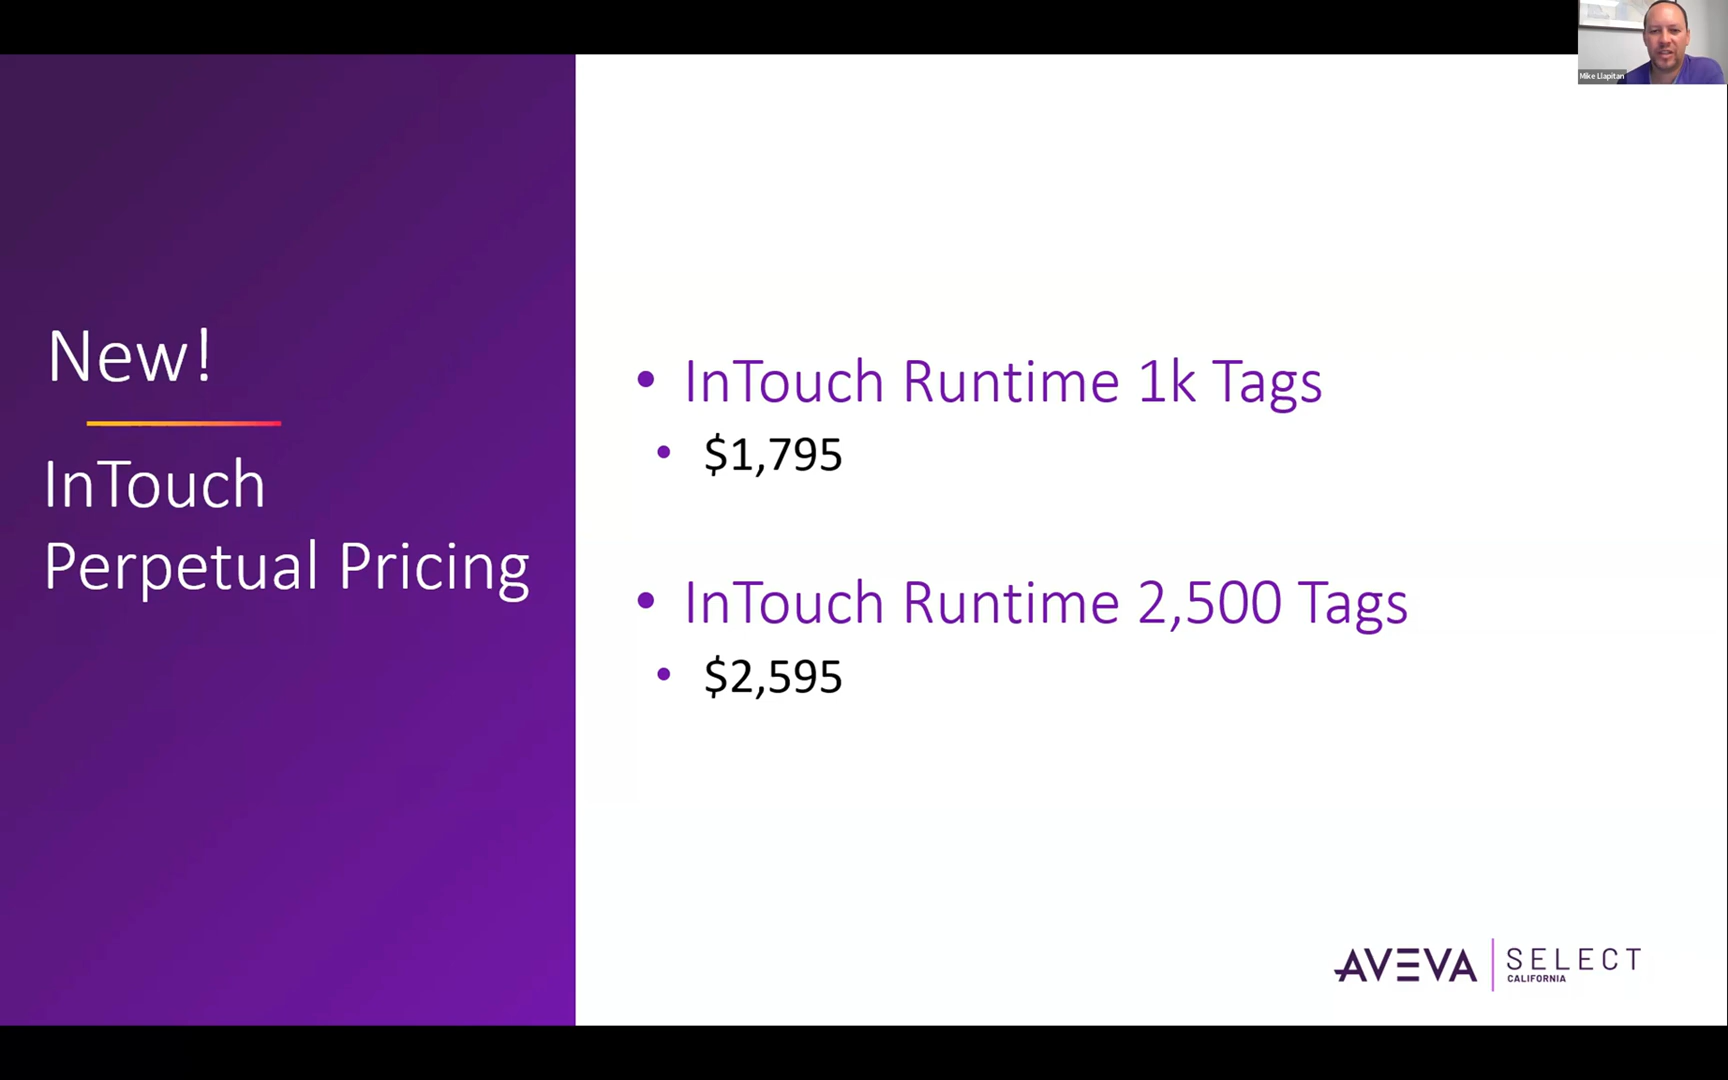 Mike Llapitan
New!
InTouch
Perpetual Pricing
• InTouch Runtime 1k Tags
• $1,795
• InTouch Runtime 2,500 Tags
• $2,595
AVEVA
SELECT
CALIFORNIA